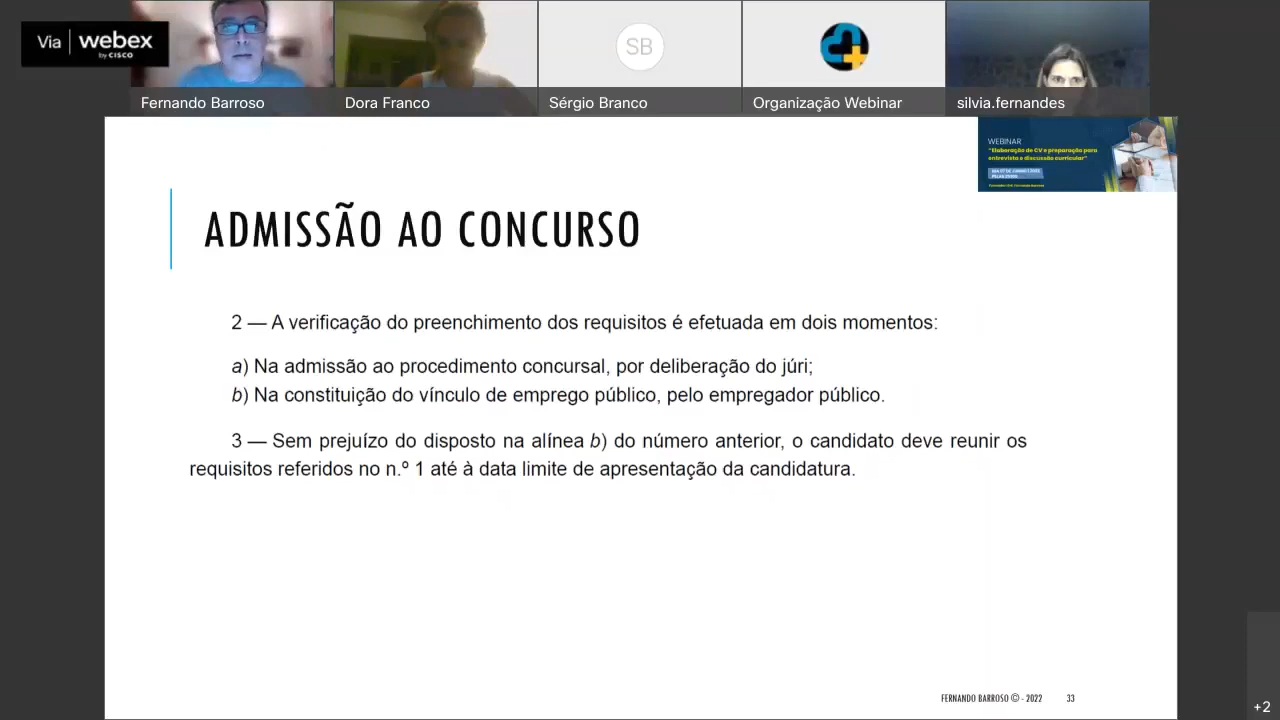 Via webex
by CISCO
SB
Fernando Barroso
Dora Franco
Sérgio Branco
Organização Webinar
silvia.fernandes
WEBINAR
"Elaboração de CV e preparação para
entrevista e discussão curricular"
ADMISSÃO AO CONCURSO
2 — A verificação do preenchimento dos requisitos é efetuada em dois momentos:
a) Na admissão ao procedimento concursal, por deliberação do júri;
b) Na constituição do vínculo de emprego público, pelo empregador público.
3 — Sem prejuízo do disposto na alínea b) do número anterior, o candidato deve reunir os
requisitos referidos no n.º 1 até à data limite de apresentação da candidatura.
FERNANDO BARROSO © - 2022 33
+2